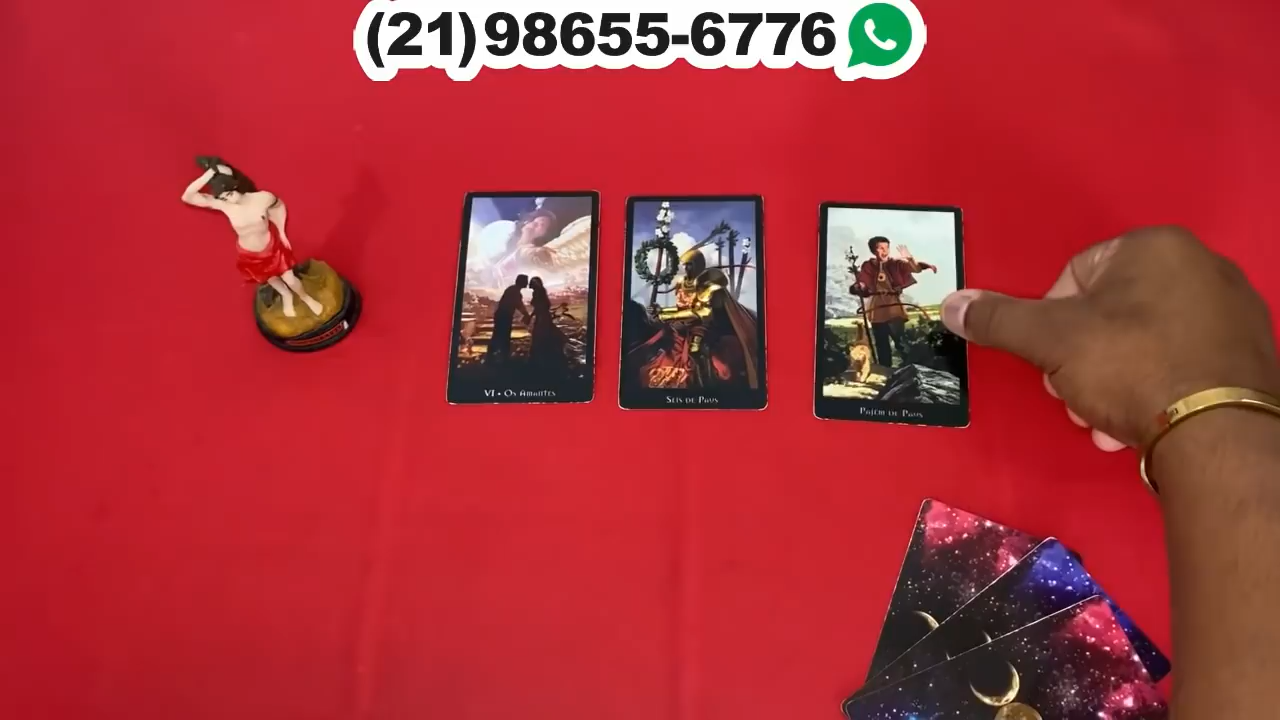 (21)98655-6776
VI • Os Amantes
Seis de Paus
Pajem de Paus